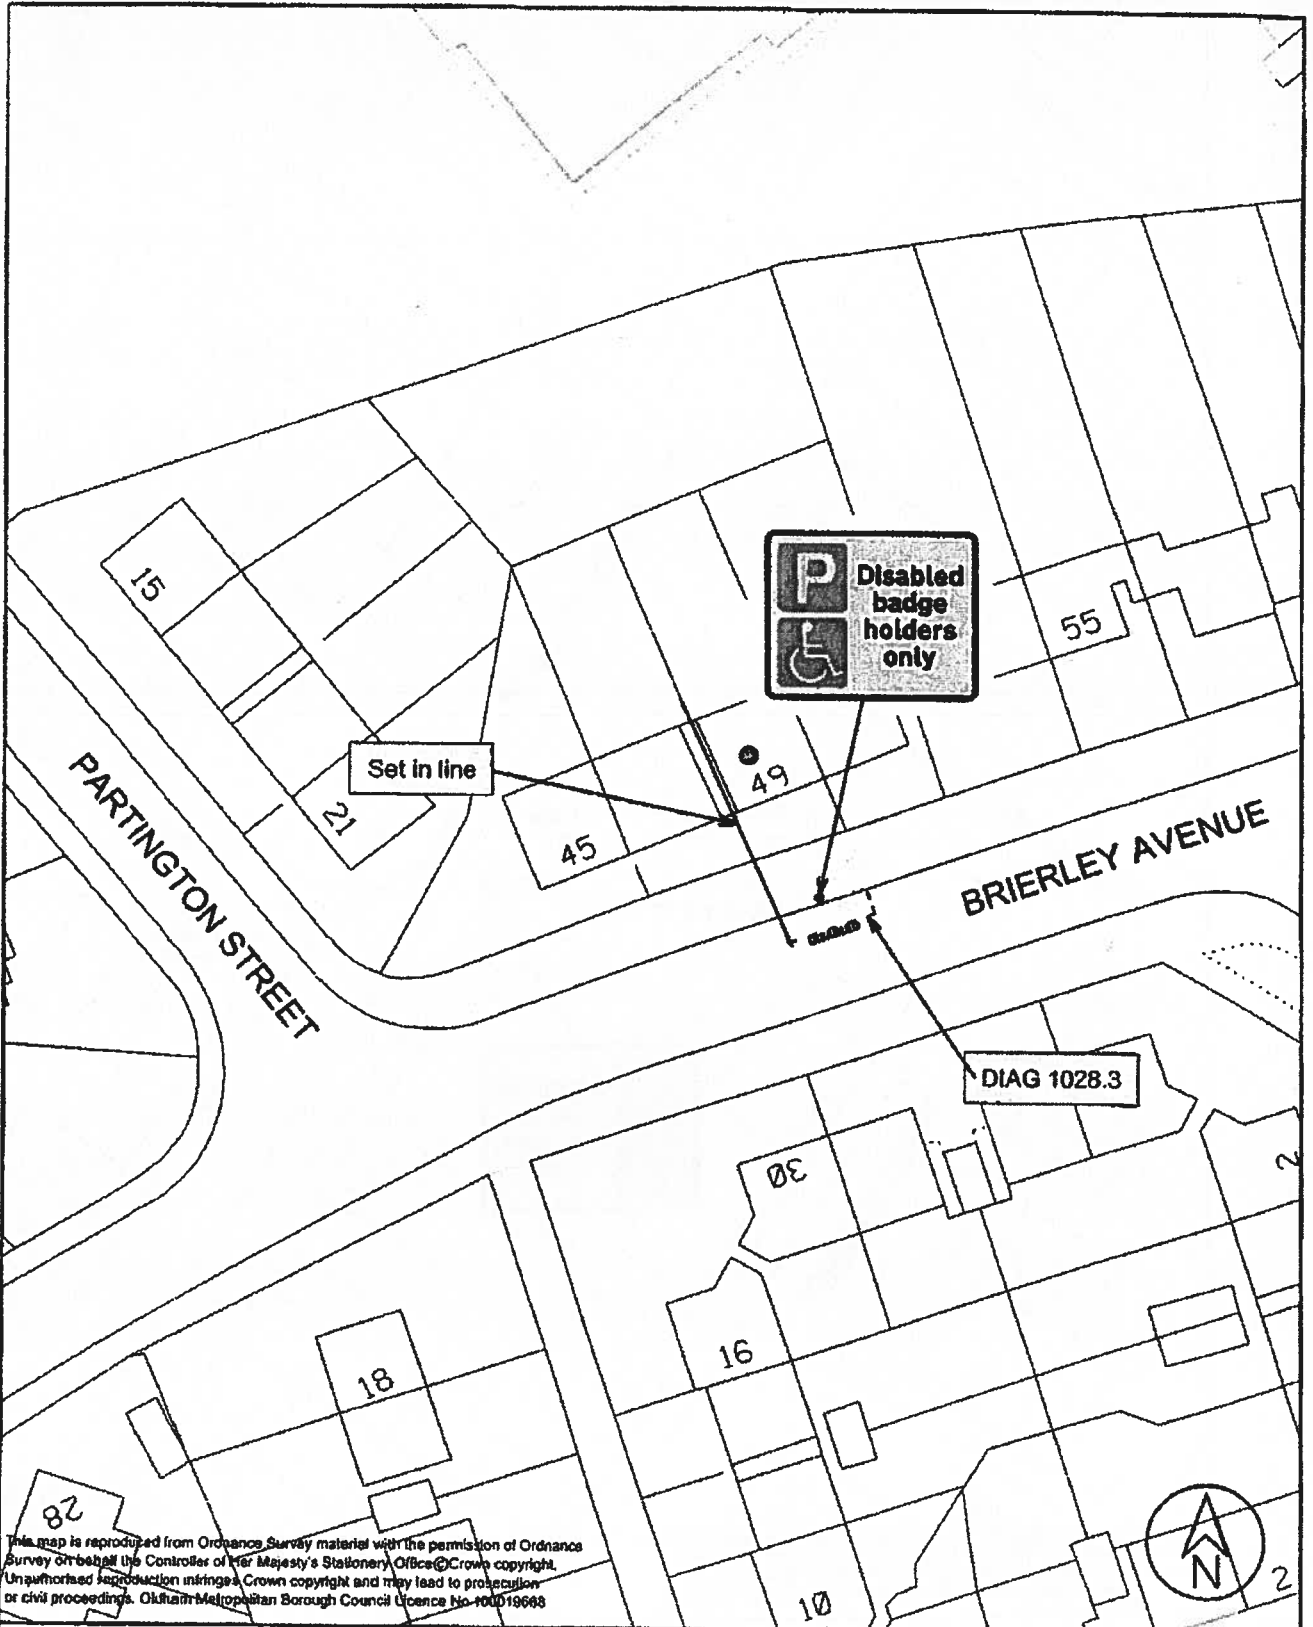 15
P Disabled
badge
holders
only
55
Set in line
49
21
45
PARTINGTON STREET
BRIERLEY AVENUE
DIAG 1028.3
30
2
16
18
28
10
2
N
This map is reproduced from Ordnance Survey material with the permission of Ordnance
Survey on behalf the Controller of Her Majesty's Stationery Office © Crown copyright.
Unauthorised reproduction infringes Crown copyright and may lead to prosecution
or civil proceedings. Oldham Metropolitan Borough Council Licence No 100019668